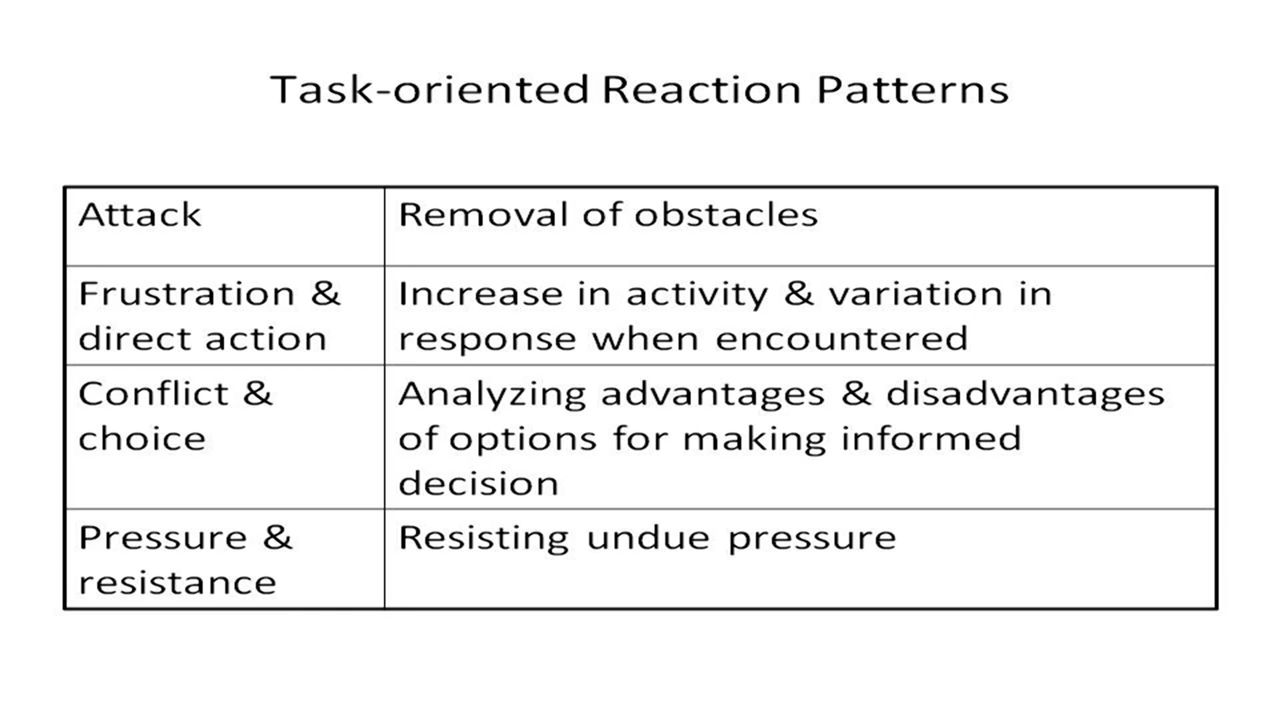 Task-oriented Reaction Patterns
Attack
Removal of obstacles
Frustration &
direct action
Increase in activity & variation in
response when encountered
Conflict &
choice
Analyzing advantages & disadvantages
of options for making informed
decision
Pressure &
resistance
Resisting undue pressure